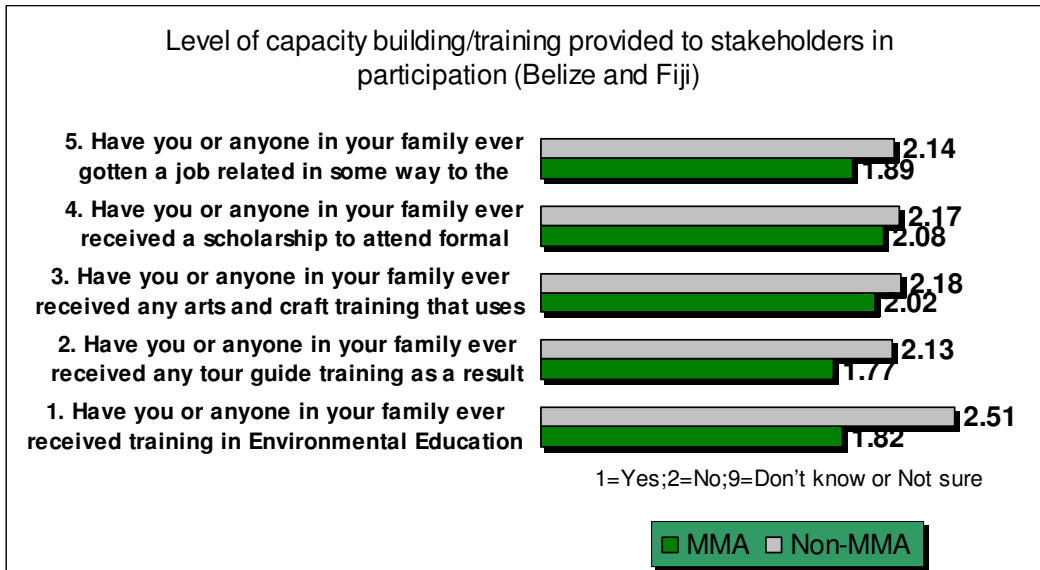 Level of capacity building/training provided to stakeholders in
participation (Belize and Fiji)
5. Have you or anyone in your family ever
gotten a job related in some way to the
2.14
1.89
4. Have you or anyone in your family ever
received a scholarship to attend formal
2.17
2.08
3. Have you or anyone in your family ever
received any arts and craft training that uses
2.18
2.02
2. Have you or anyone in your family ever
received any tour guide training as a result
2.13
1.77
1. Have you or anyone in your family ever
received training in Environmental Education
2.51
1.82
1=Yes;2=No;9=Don't know or Not sure
MMA Non-MMA